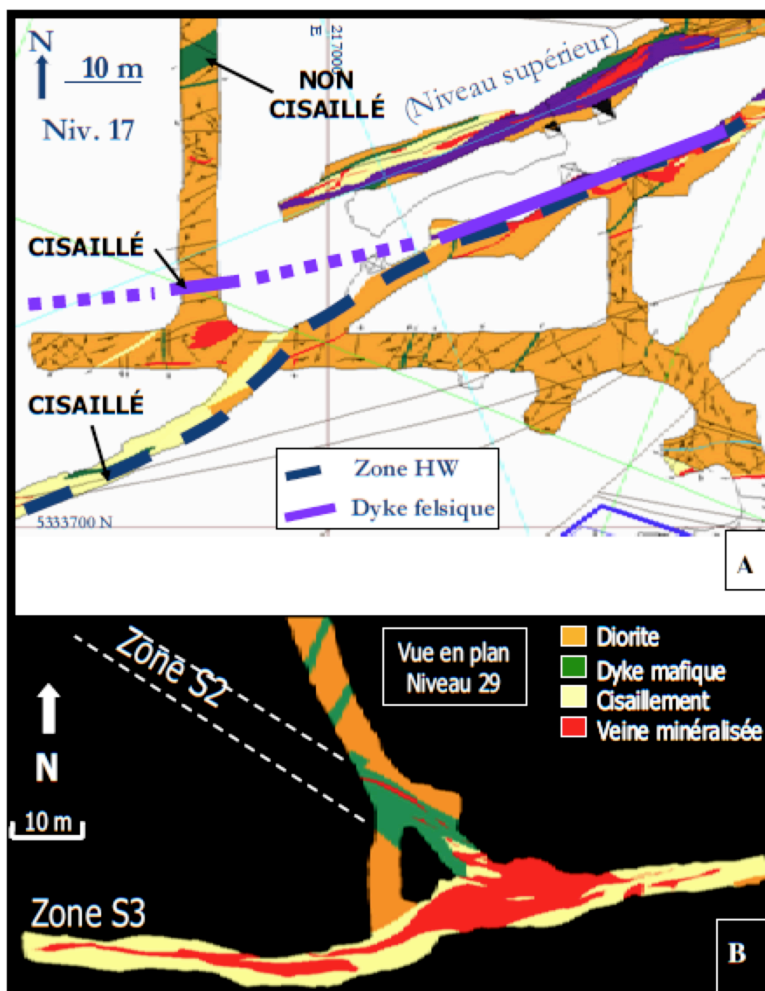 N
10 m
Niv. 17
E
217000
NON
CISAILLÉ
(Niveau supérieur)
CISAILLÉ
CISAILLÉ
Zone HW
Dyke felsique
5333700 N
A
Zone S2
Vue en plan
Niveau 29
Diorite
Dyke mafique
Cisaillement
Veine minéralisée
N
10 m
Zone S3
B